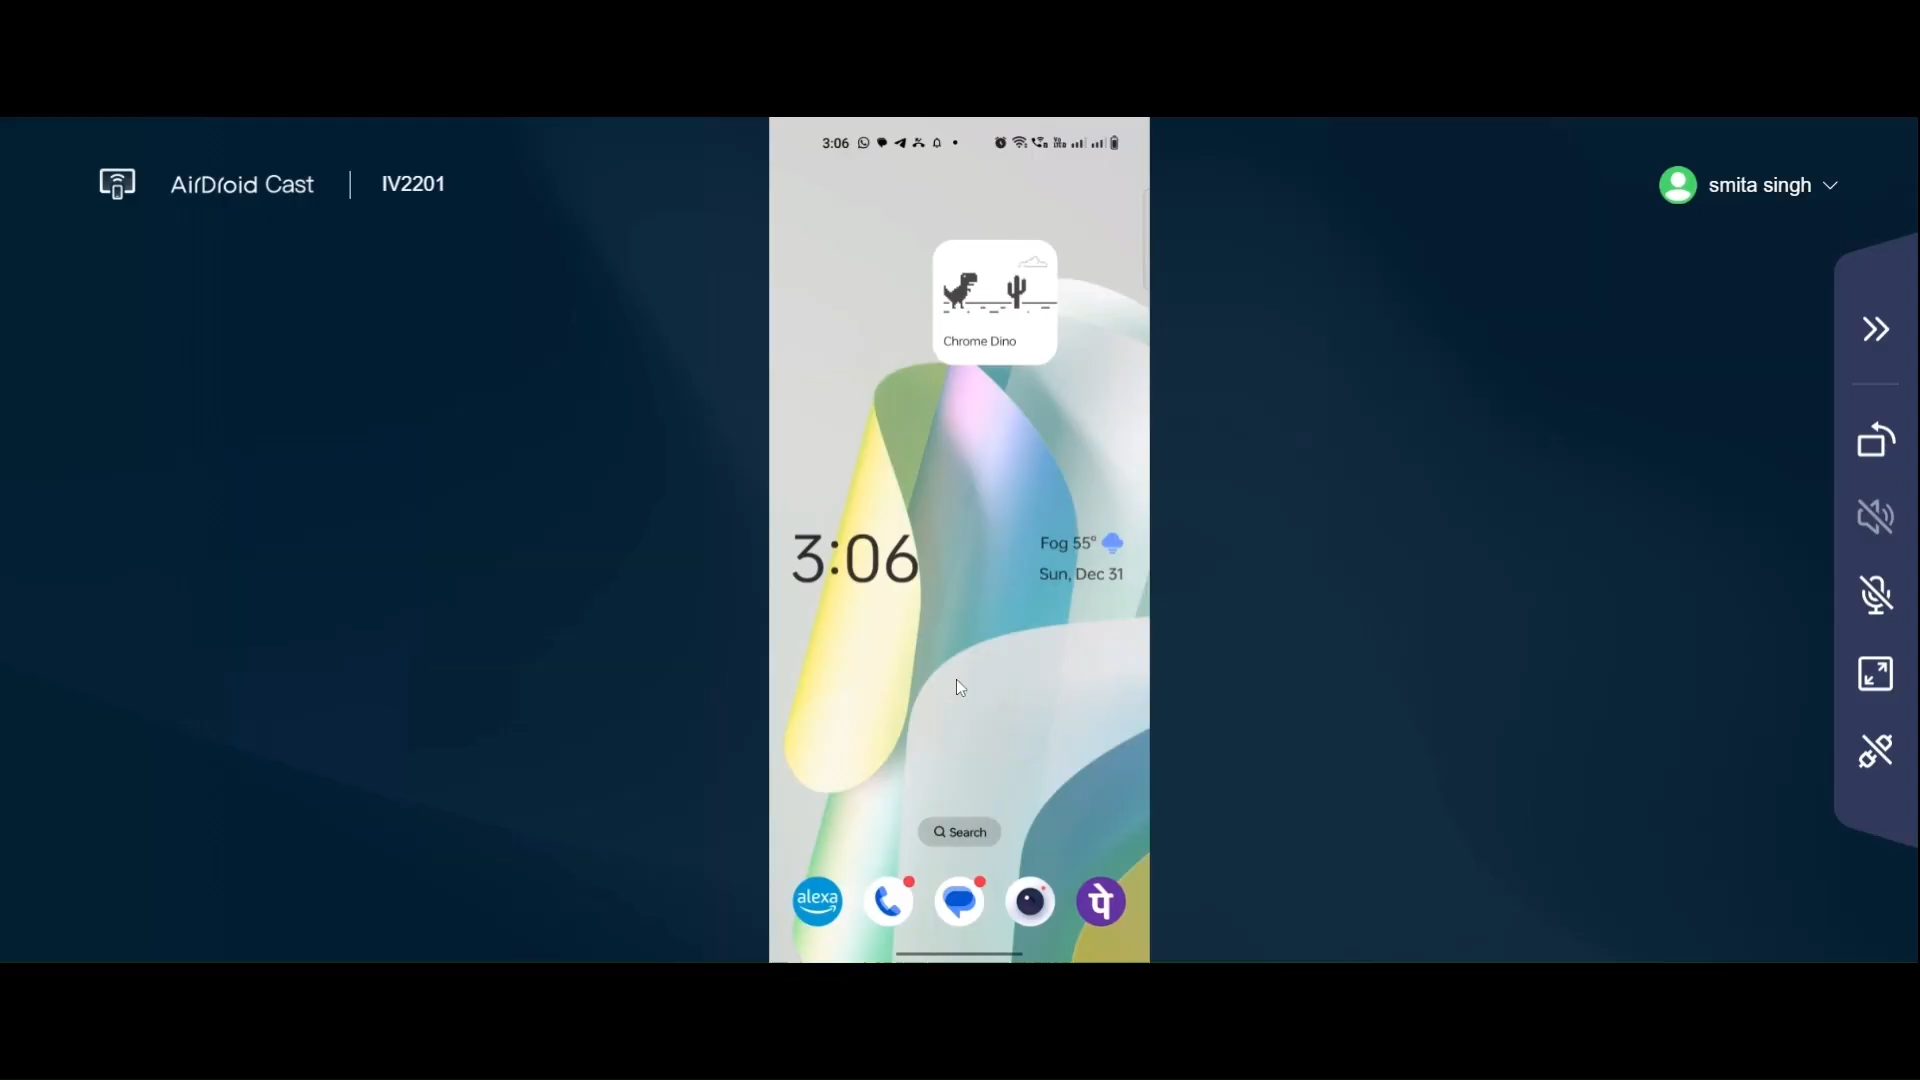 3:06
AirDroid Cast
IV2201
smita singh
Chrome Dino
3:06
Fog 55°
Sun, Dec 31
Search
alexa
पे